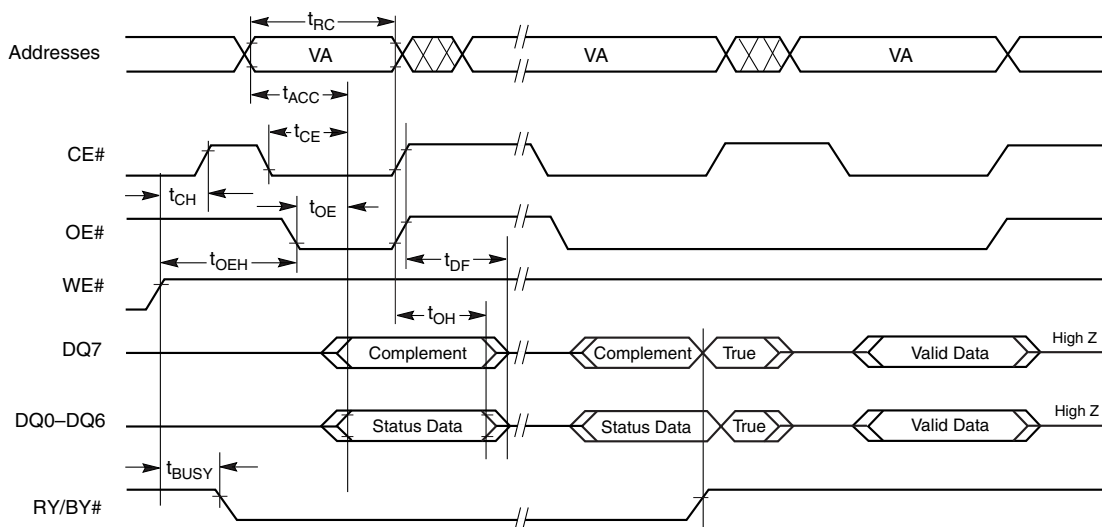 tRC
Addresses VA VA VA
tACC
tCE
CE#
tCH
tOE
OE#
tOEH
tDF
WE#
tOH
DQ7 Complement Complement True Valid Data High Z
DQ0–DQ6 Status Data Status Data True Valid Data High Z
tBUSY
RY/BY#